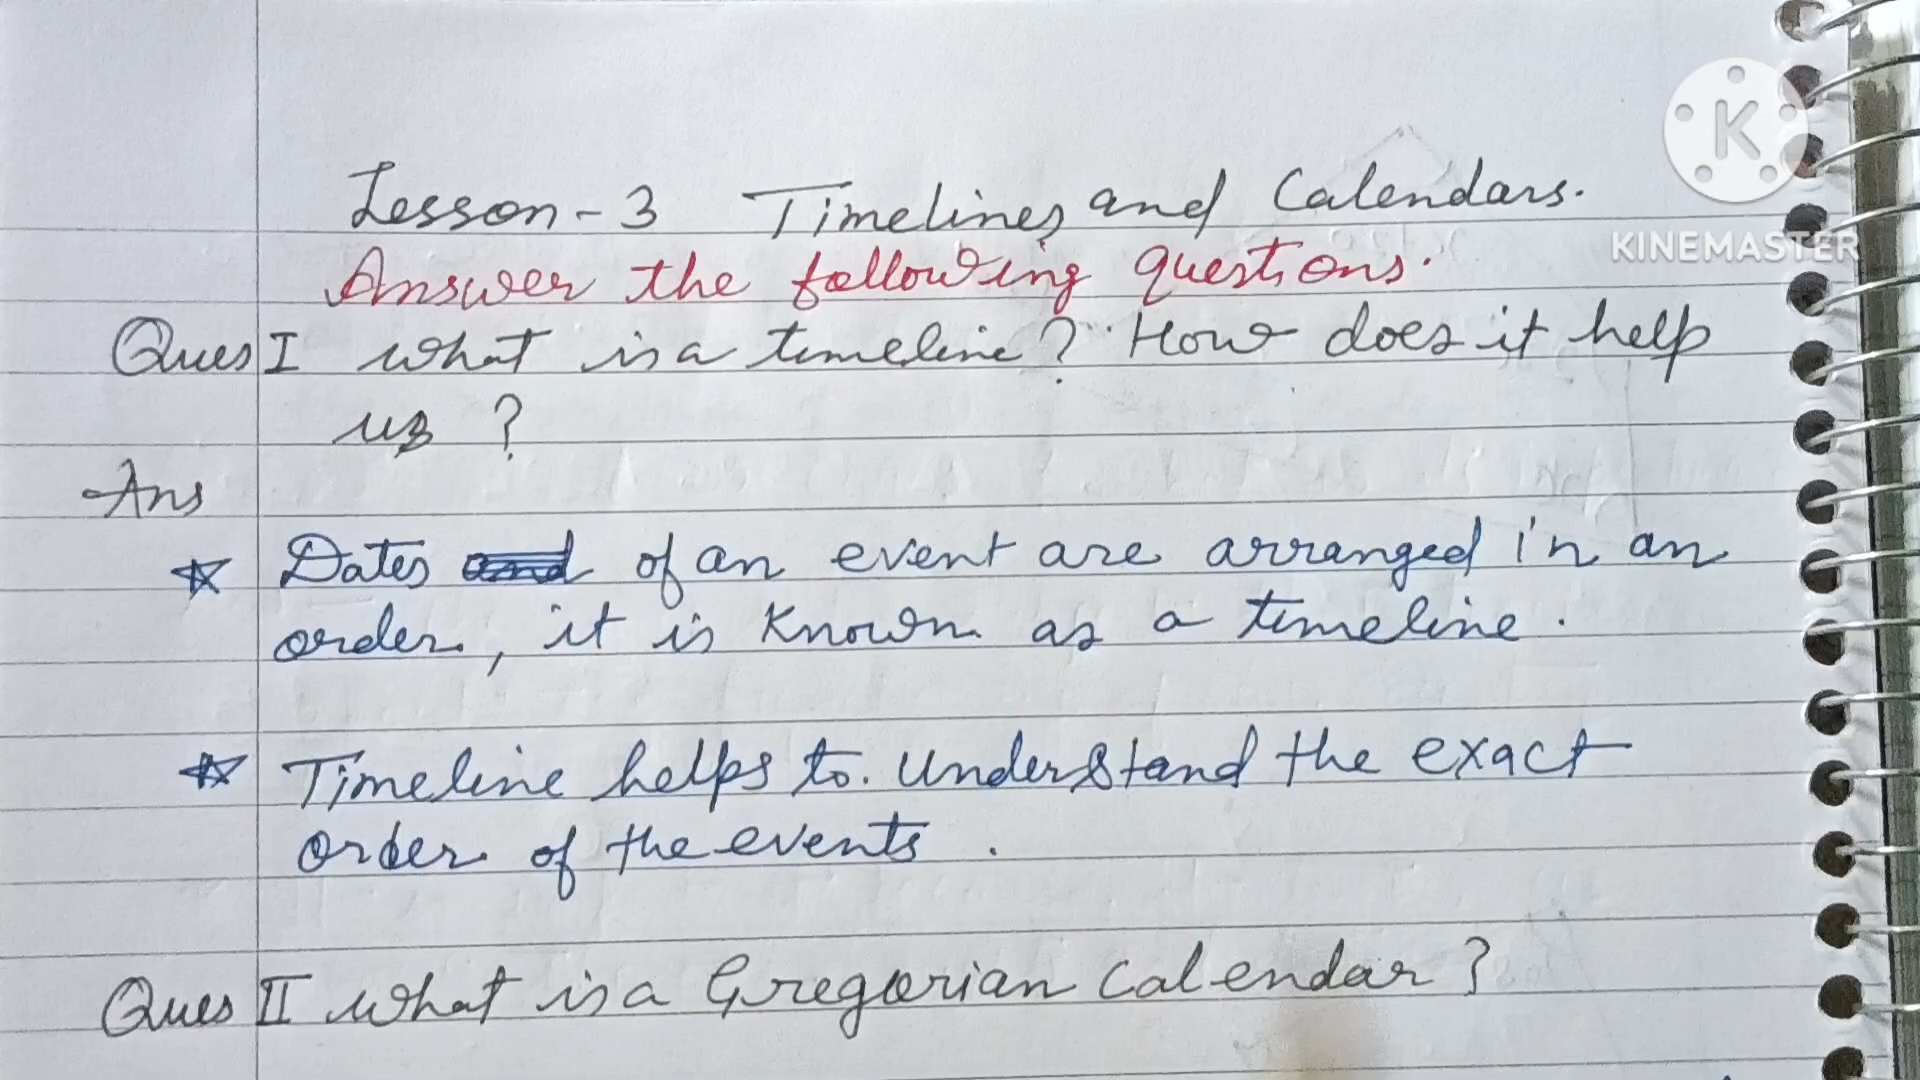 Lesson-3 Timelines and Calendars.
Answer the following questions.
Ques I what is a timeline? How does it help
us ?
Ans
Dates of an event are arranged in an
order, it is known as a timeline.
Timeline helps to. Understand the exact
order of the events.
Ques II what is a Gregorian Calendar?
K
KINEMASTER